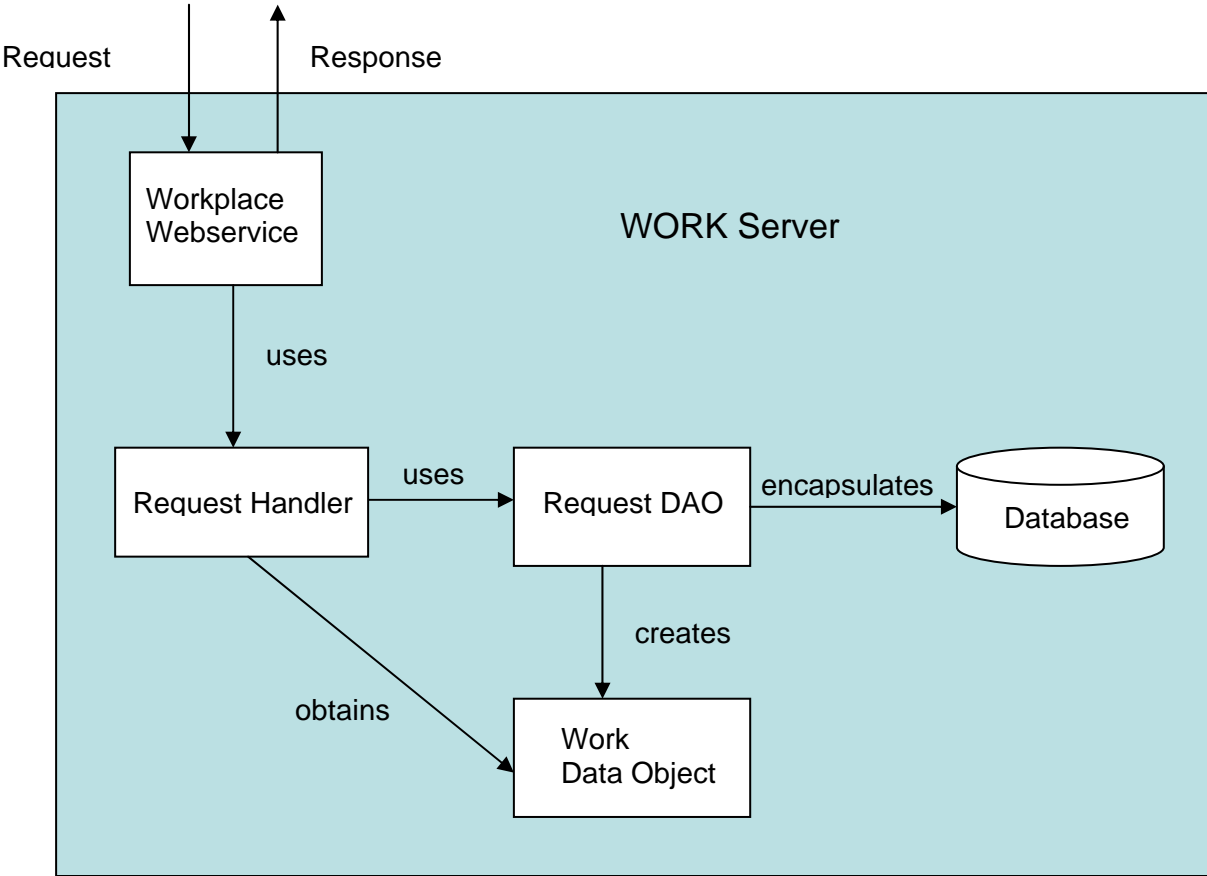 Request
Response
Workplace
Webservice
WORK Server
uses
Request Handler
uses
Request DAO
encapsulates
Database
creates
obtains
Work
Data Object